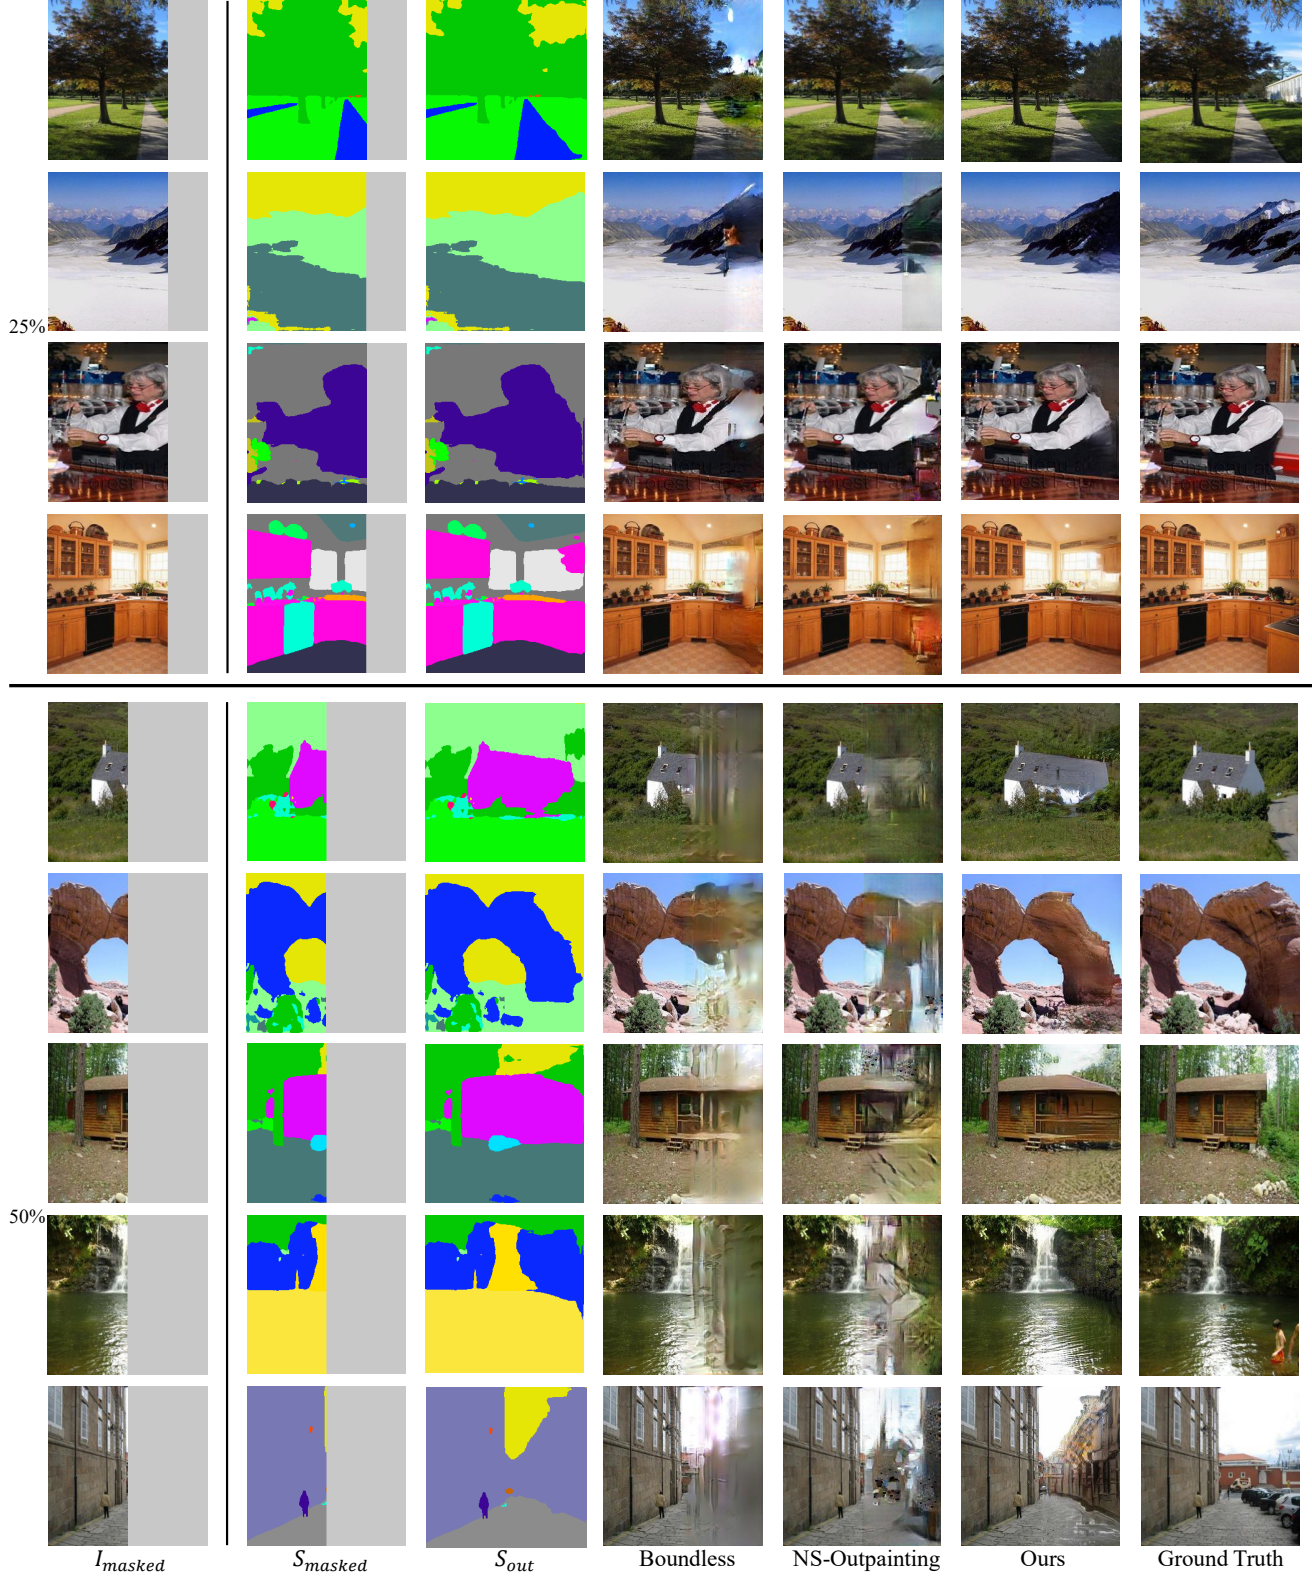 25%
50%
I_masked
S_masked
S_out
Boundless
NS-Outpainting
Ours
Ground Truth